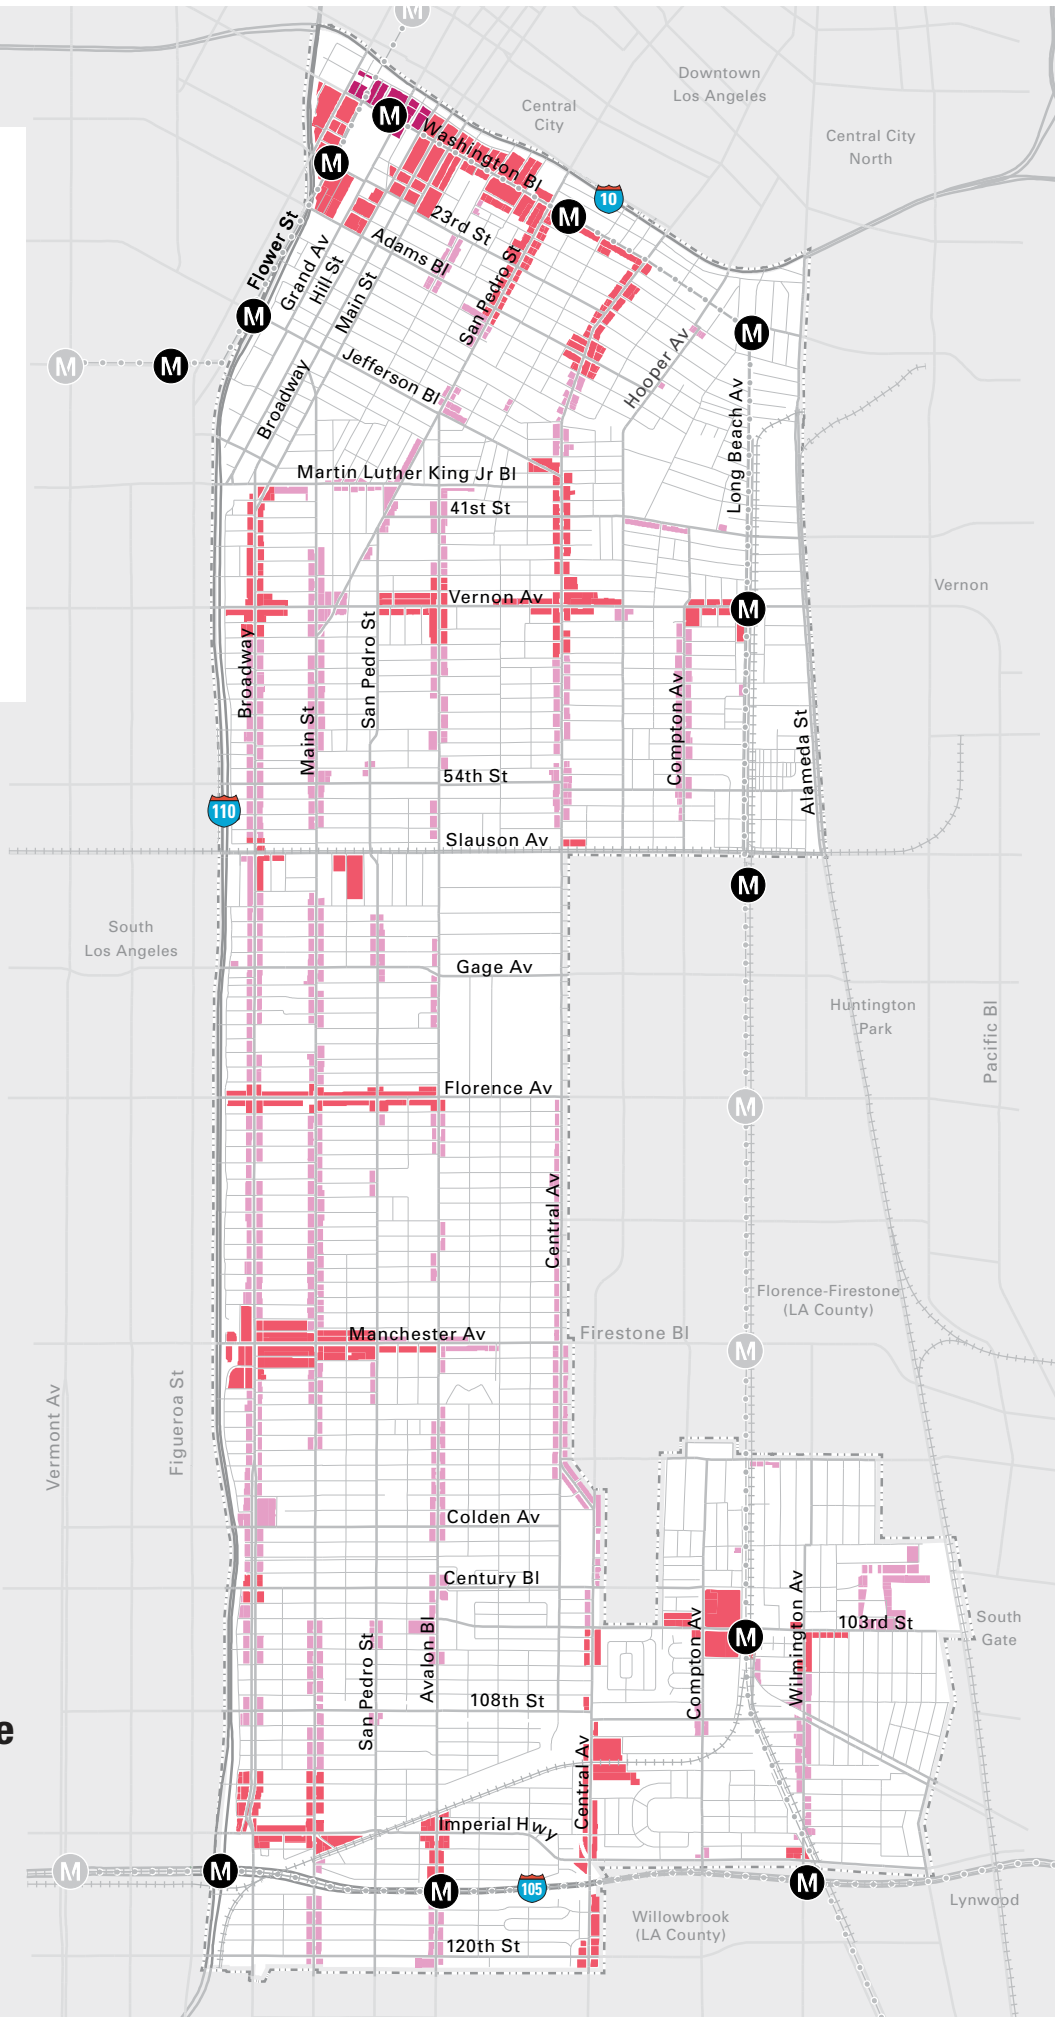 M
Downtown
Los Angeles
Central
City
Central City
North
M
Washington Bl
M
10
M
23rd St
Flower St
Adams Bl
Grand Av
Hill St
San Pedro St
Main St
M
M
Hooper Av
M
M
Jefferson Bl
Broadway
Long Beach Av
Martin Luther King Jr Bl
41st St
Vernon
Vernon Av
M
Broadway
San Pedro St
Main St
Compton Av
Alameda St
54th St
110
Slauson Av
M
South
Los Angeles
Gage Av
Huntington
Park
Pacific Bl
Florence Av
M
Central Av
Florence-Firestone
(LA County)
Manchester Av
Firestone Bl
M
Vermont Av
Figueroa St
Colden Av
Century Bl
Wilmington Av
103rd St
South
Gate
M
Compton Av
San Pedro St
Avalon Bl
108th St
e
Central Av
Imperial Hwy
M
M
M
105
M
Lynwood
Willowbrook
(LA County)
120th St